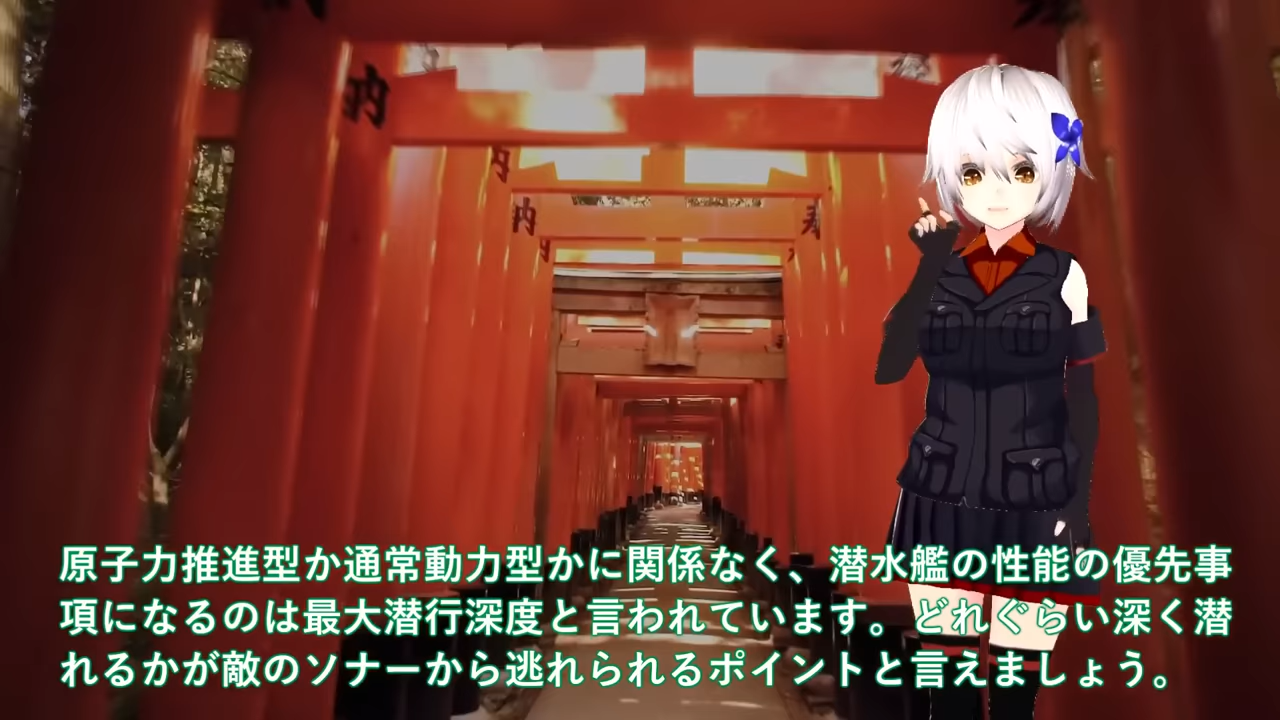 納
納
奉
原子力推進型か通常動力型かに関係なく、潜水艦の性能の優先事
項になるのは最大潜行深度と言われています。どれぐらい深く潜
れるかが敵のソナーから逃れられるポイントと言えましょう。